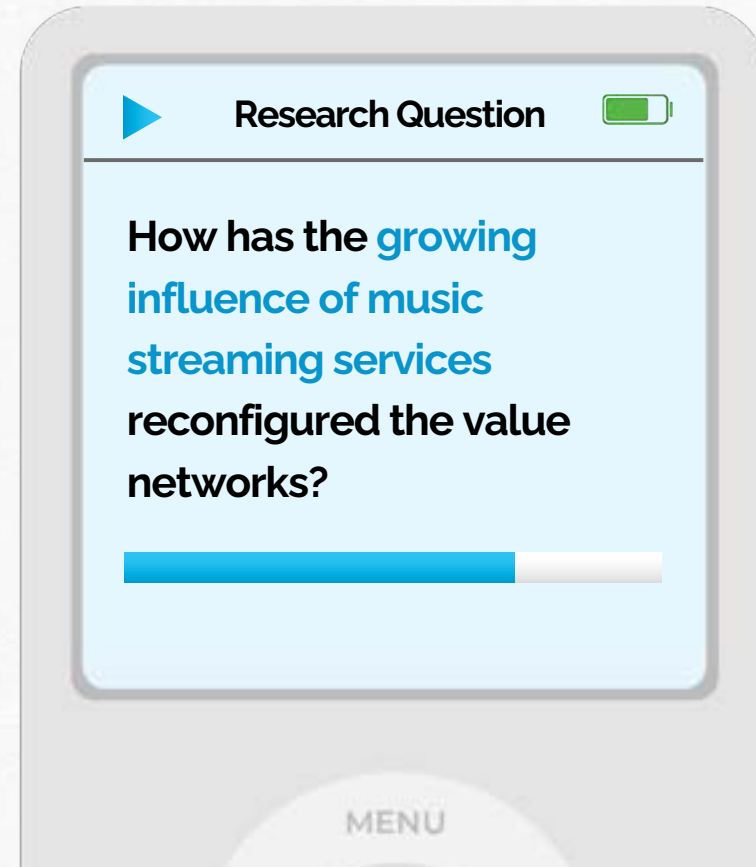 Research Question
How has the growing
influence of music
streaming services
reconfigured the value
networks?
MENU